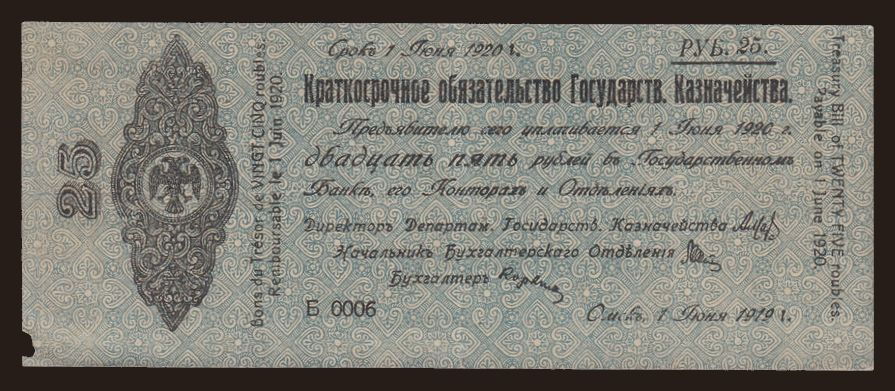 25
Bons du Trésor de VINGT CINQ roubles.
Remboursable le 1 Juin 1920.
Срокъ 1 Июня 1920 г.
РУБ. 25.
Краткосрочное обязательство Государств. Казначейства.
Предъявителю сего уплачивается 1 Июня 1920 г.
двадцать пять рублей въ Государственномъ
Банкѣ, его Конторахъ и Отдѣленіяхъ.
Директоръ Департам. Государств. Казначейства
Начальникъ Бухгалтерскаго Отдѣленія
Бухгалтеръ
Б 0006
Омскъ, 1 Июня 1919 г.
Treasury Bill of TWENTY-FIVE roubles.
Payable on 1 June 1920.